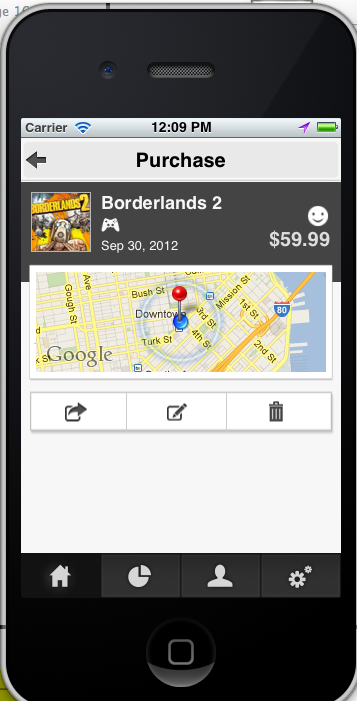 ge 16
Carrier
12:09 PM
Purchase
BORDERLANDS 2
Borderlands 2
Sep 30, 2012
$59.99
Gough St
Ave
Bush St
Mission St
80
Downtown
3rd St
1st St
Turk St
4th St
2nd St
Google